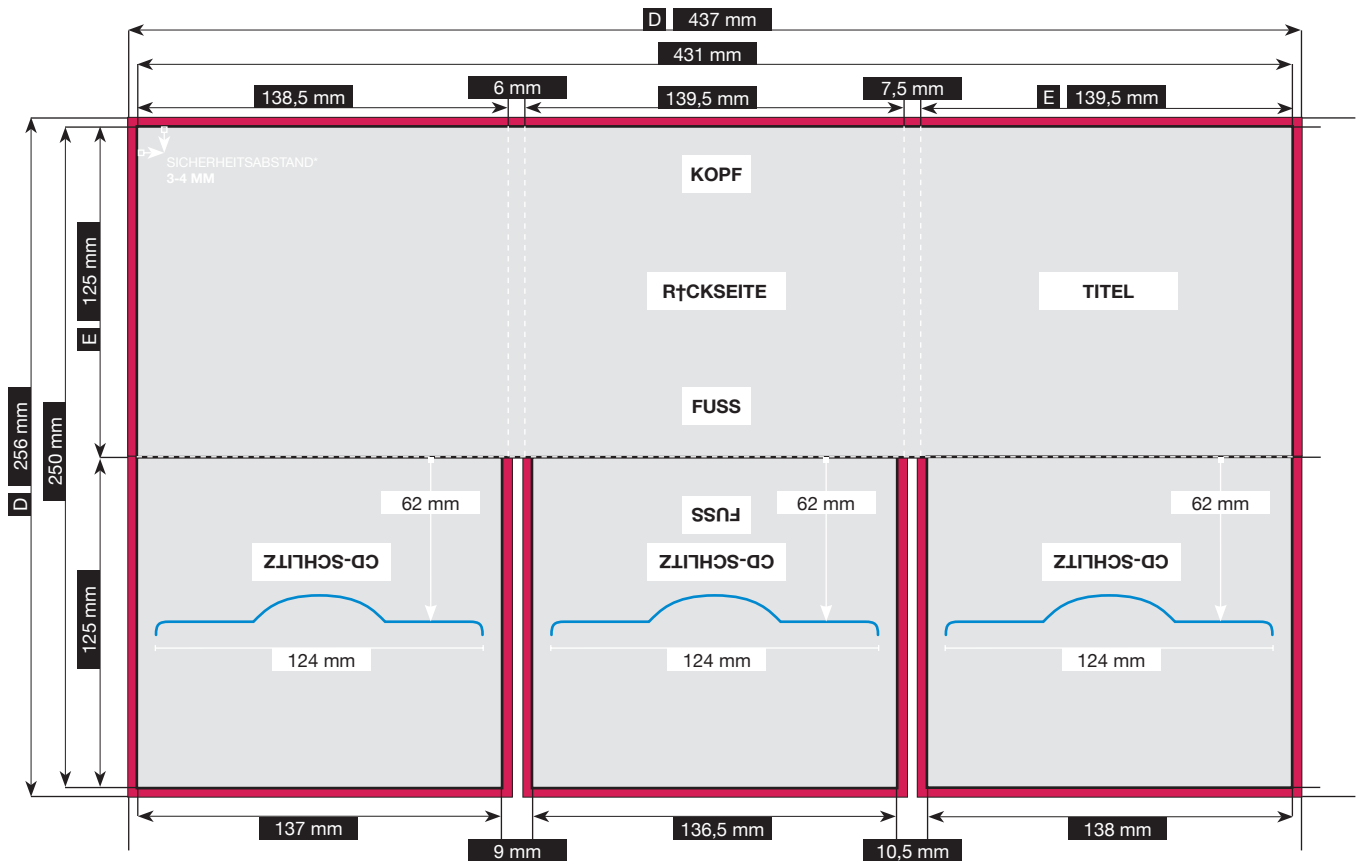 D 437 mm
431 mm
6 mm
7,5 mm
138,5 mm
139,5 mm
E 139,5 mm
SICHERHEITSABSTAND*
3-4 MM
KOPF
125 mm
E
R†CKSEITE
TITEL
FUSS
256 mm
D
250 mm
62 mm
FUSS
62 mm
62 mm
CD-SCHLITZ
CD-SCHLITZ
CD-SCHLITZ
125 mm
124 mm
124 mm
124 mm
137 mm
136,5 mm
138 mm
9 mm
10,5 mm